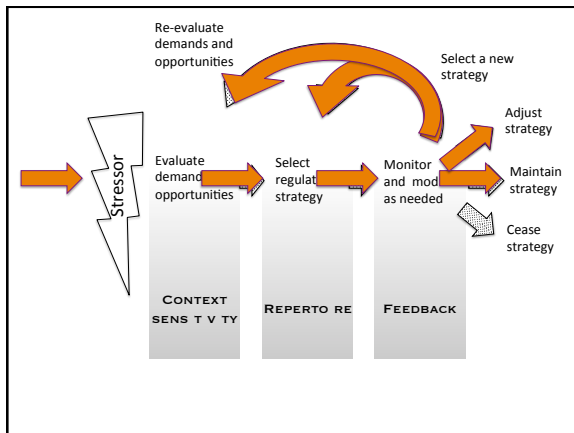 Re-evaluate
demands and
opportunities
Select a new
strategy
Adjust
strategy
Stressor
Evaluate
demand
opportunities
Select
regulat
strategy
Monitor
and mod
as needed
Maintain
strategy
Cease
strategy
CONTEXT
SENS T V TY
REPERTO RE
FEEDBACK